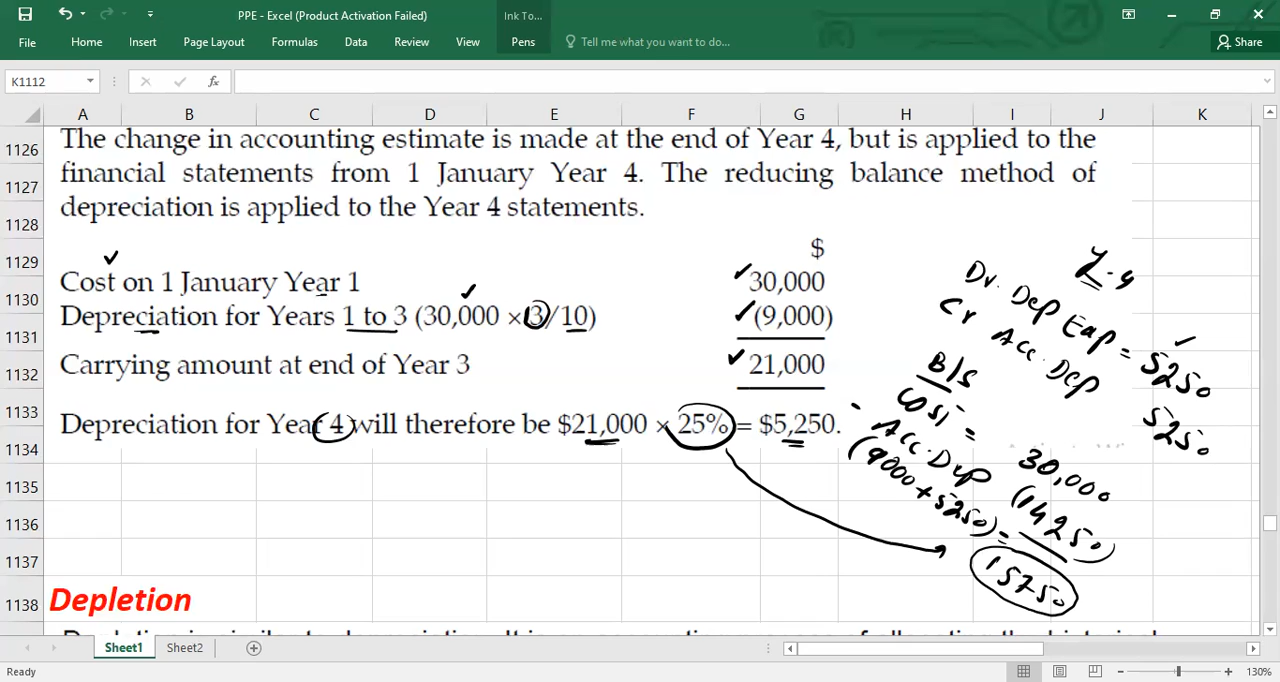 PPE - Excel (Product Activation Failed)
Ink To...
File Home Insert Page Layout Formulas Data Review View Pens Tell me what you want to do... Share
K1112 fx
A B C D E F G H I J K
1126 The change in accounting estimate is made at the end of Year 4, but is applied to the
1127 financial statements from 1 January Year 4. The reducing balance method of
1128 depreciation is applied to the Year 4 statements.
1129 $
1130 Cost on 1 January Year 1 30,000
1131 Depreciation for Years 1 to 3 (30,000 × 3/10) (9,000)
1132 Carrying amount at end of Year 3 21,000
1133 Depreciation for Year 4 will therefore be $21,000 × 25% = $5,250.
1134
1135
1136
1137
1138 Depletion
Y-4
Dr. Dep Exp = 5250
Cr Acc. Dep 5250
B/s
Cost = 30,000
- Acc. Dep
(9000 + 5250) = (14250)
15750
Sheet1 Sheet2
Ready 130%